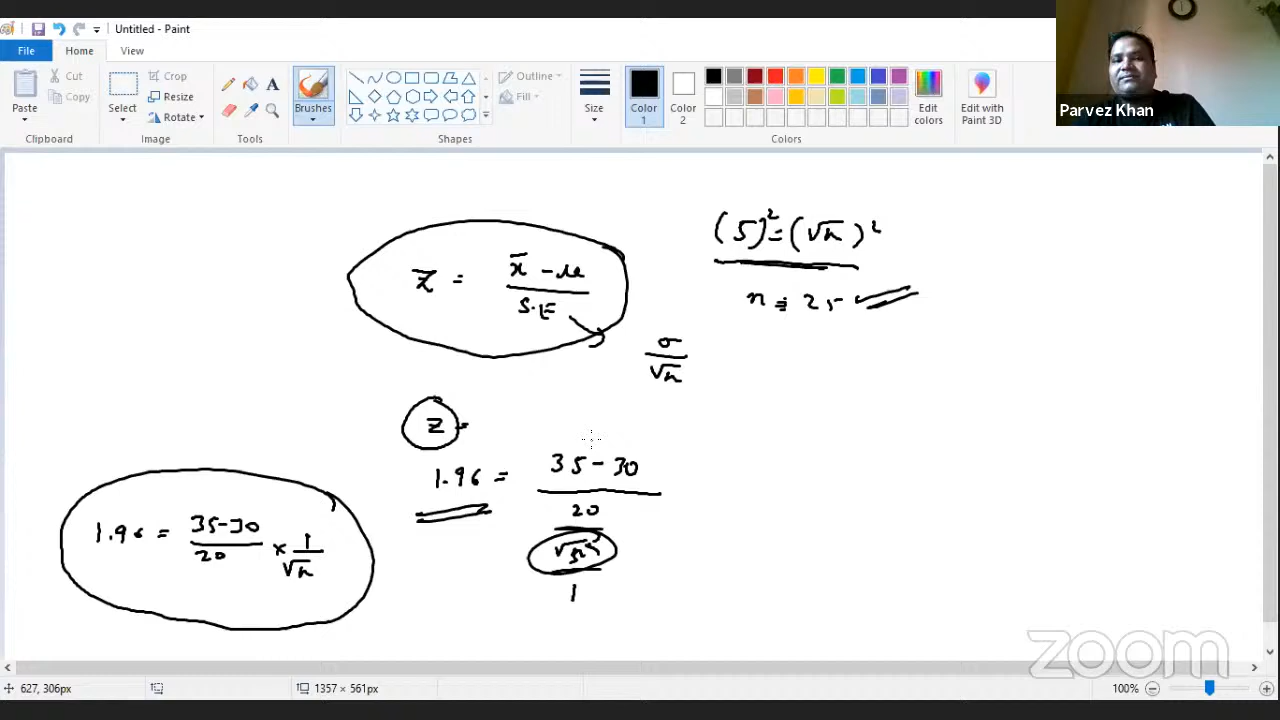 Untitled - Paint
File Home View
Paste
Cut
Copy
Clipboard
Select
Crop
Resize
Rotate
Image
Tools
Brushes
Shapes
Outline
Fill
Size
Color 1
Color 2
Colors
Edit colors
Edit with Paint 3D
Parvez Khan
(5)² = (√n)²
n = 25
Z = x̄ - μ
S.E
σ
√n
Z =
1.96 = 35-30
20
1
1.96 = 35-30 × 1
20 √n
zoom
627, 306px
1357 × 561px
100%